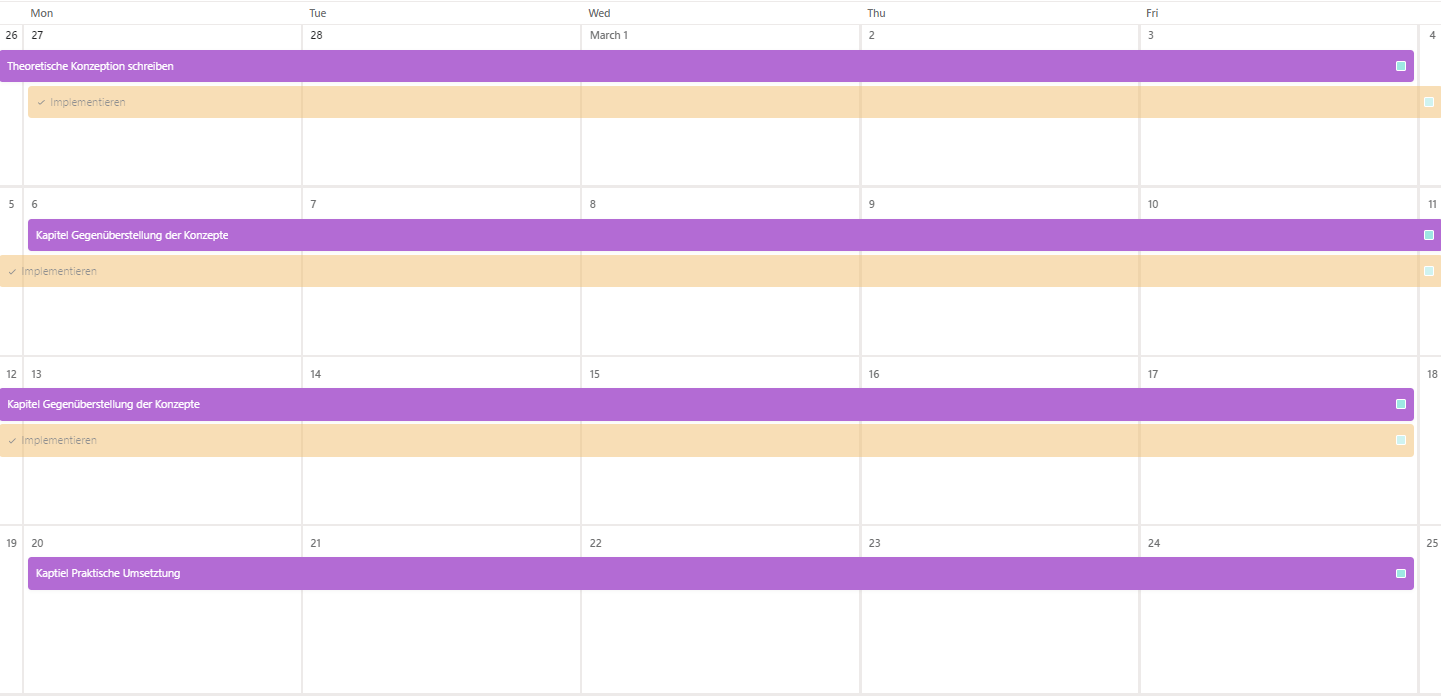 Mon Tue Wed Thu Fri
26 27 28 March 1 2 3 4
Theoretische Konzeption schreiben
Implementieren
5 6 7 8 9 10 11
Kapitel Gegenüberstellung der Konzepte
Implementieren
12 13 14 15 16 17 18
Kapitel Gegenüberstellung der Konzepte
Implementieren
19 20 21 22 23 24 25
Kaptiel Praktische Umsetztung